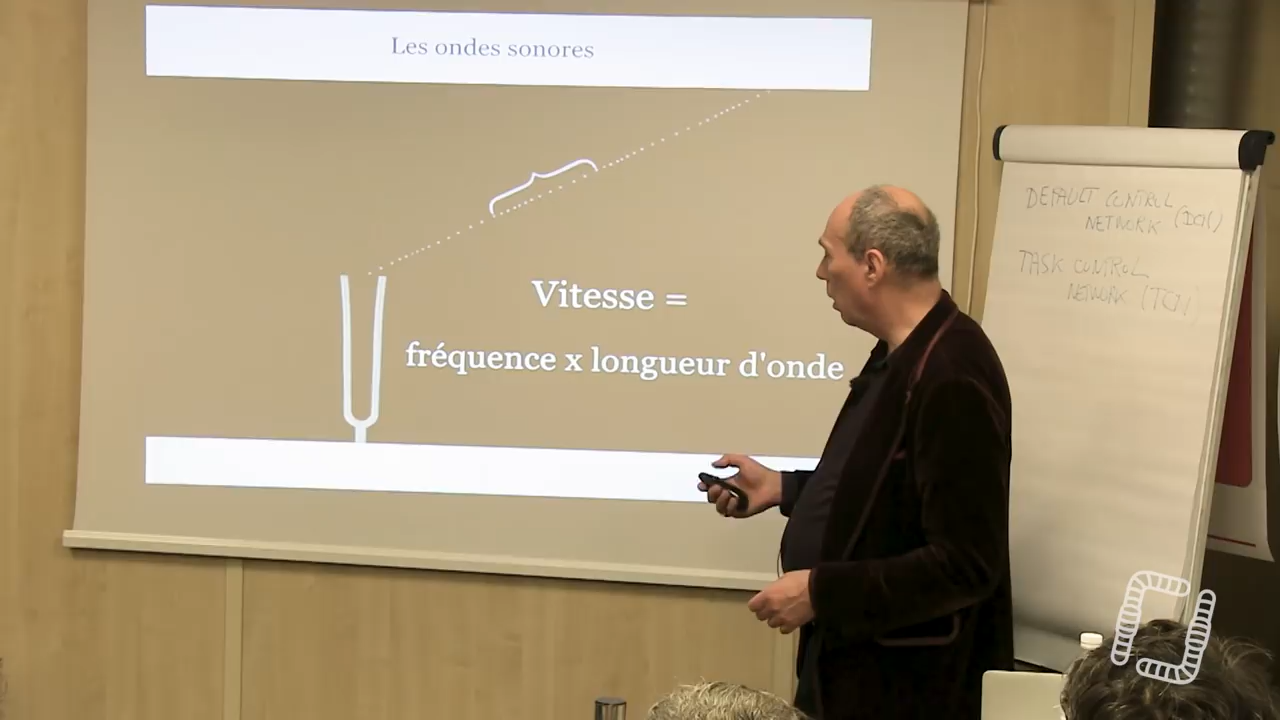 Les ondes sonores
Vitesse =
fréquence x longueur d'onde
DEFAULT CONTROL
NETWORK (DCN)
TASK CONTROL
NETWORK (TCN)